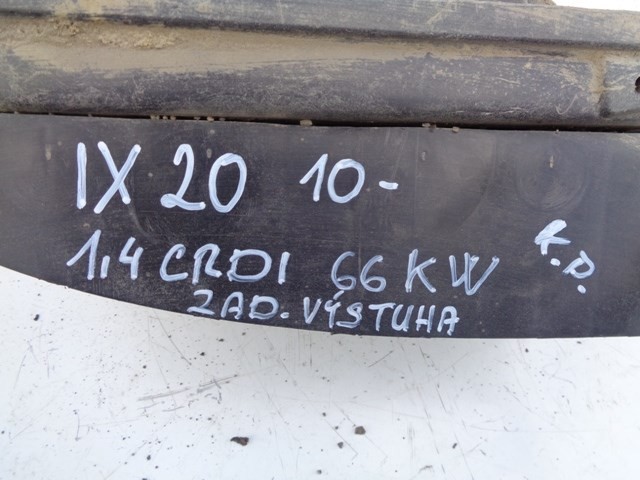 IX 20 10-
1,4 CRDI 66 KW
K.P.
ZAD. VÝSTUHA